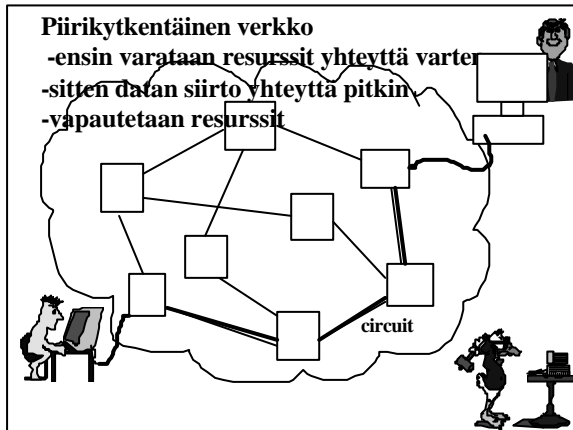 Piirikytkentäinen verkko
-ensin varataan resurssit yhteyttä varten
-sitten datan siirto yhteyttä pitkin
-vapautetaan resurssit
circuit